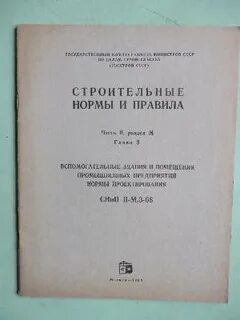 ГОСУДАРСТВЕННЫЙ КОМИТЕТ СОВЕТА МИНИСТРОВ СССР
ПО ДЕЛАМ СТРОИТЕЛЬСТВА
(ГОССТРОЙ СССР)
СТРОИТЕЛЬНЫЕ
НОРМЫ И ПРАВИЛА
Часть II, раздел М
Глава 3
ВСПОМОГАТЕЛЬНЫЕ ЗДАНИЯ И ПОМЕЩЕНИЯ
ПРОМЫШЛЕННЫХ ПРЕДПРИЯТИЙ
НОРМЫ ПРОЕКТИРОВАНИЯ
СНиП II-М.3-68